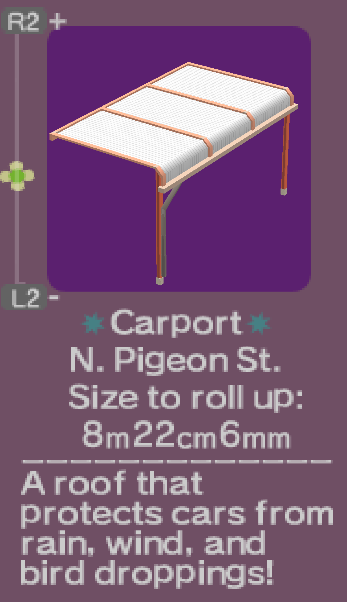 R2 +
L2 -
Carport
N. Pigeon St.
Size to roll up:
8m22cm6mm
A roof that
protects cars from
rain, wind, and
bird droppings!